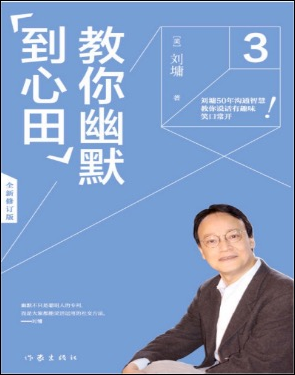 教你幽默
「到心田」
3
[美] 刘墉 著
刘墉50年沟通智慧
教你说话有趣味
笑口常开!
全新修订版
——刘墉
作家出版社